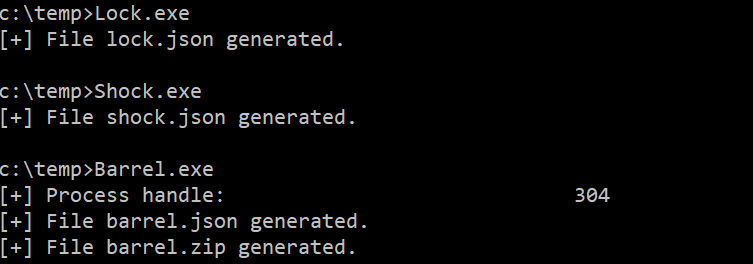 c:\temp>Lock.exe
[+] File lock.json generated.
c:\temp>Shock.exe
[+] File shock.json generated.
c:\temp>Barrel.exe
[+] Process handle:                             304
[+] File barrel.json generated.
[+] File barrel.zip generated.